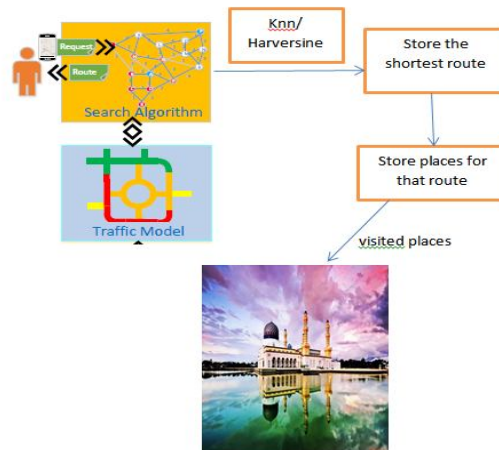 Request
Route
Search Algorithm
Traffic Model
Knn/
Harversine
Store the
shortest route
Store places for
that route
visited places